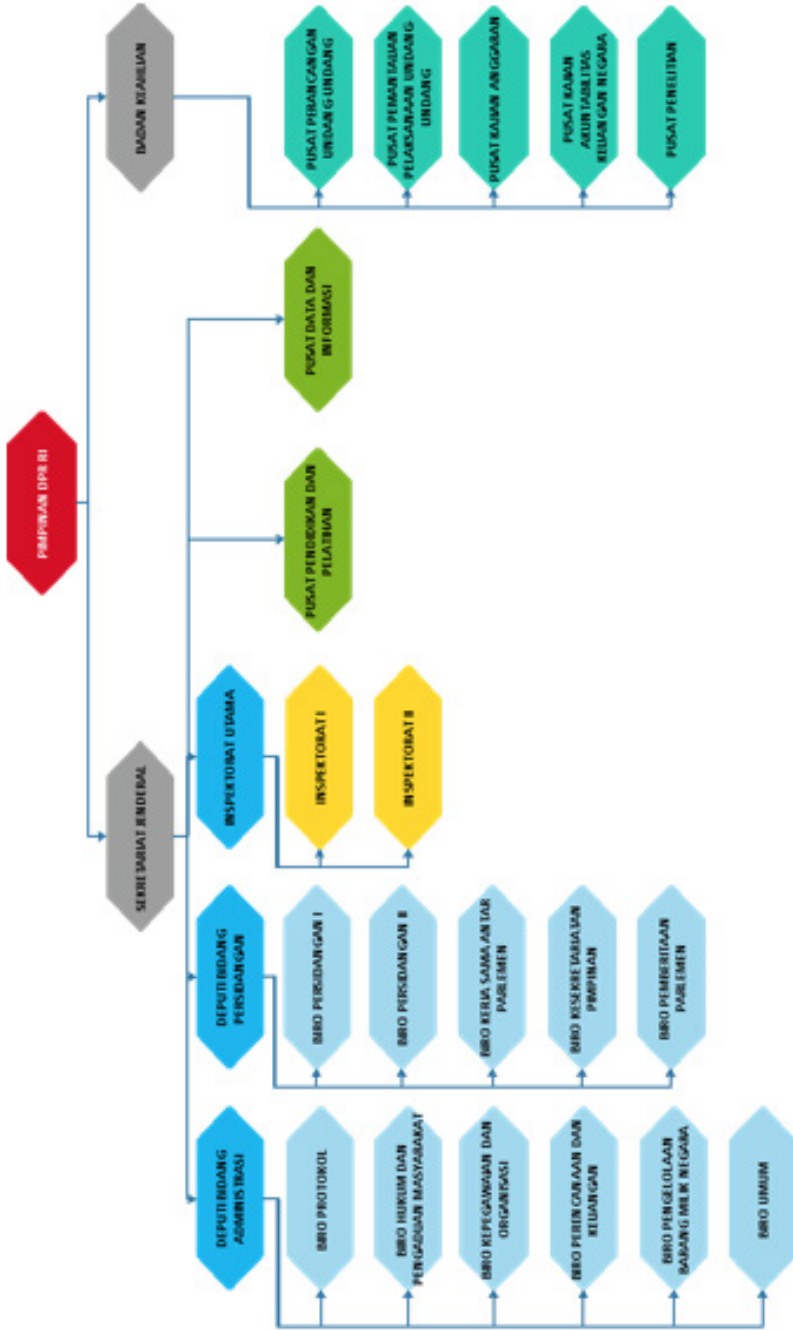 PIMPINAN DPR RI
SEKRETARIAT JENDERAL
BADAN KEAHLIAN
DEPUTI BIDANG
ADMINISTRASI
DEPUTI BIDANG
PERSIDANGAN
INSPEKTORAT UTAMA
BIRO PROTOKOL
BIRO HUKUM DAN
PENGADUAN MASYARAKAT
BIRO KEPEGAWAIAN DAN
ORGANISASI
BIRO PERENCANAAN DAN
KEUANGAN
BIRO PENGELOLAAN
BARANG MILIK NEGARA
BIRO UMUM
BIRO PERSIDANGAN I
BIRO PERSIDANGAN II
BIRO KERJA SAMA ANTAR
PARLEMEN
BIRO KESEKRETARIATAN
PIMPINAN
BIRO PEMBERITAAN
PARLEMEN
INSPEKTORAT I
INSPEKTORAT II
PUSAT PENDIDIKAN DAN
PELATIHAN
PUSAT DATA DAN
INFORMASI
PUSAT PERANCANGAN
UNDANG-UNDANG
PUSAT PEMANTAUAN
PELAKSANAAN UNDANG
UNDANG
PUSAT KAJIAN ANGGARAN
PUSAT KAJIAN
AKUNTABILITAS
KEUANGAN NEGARA
PUSAT PENELITIAN